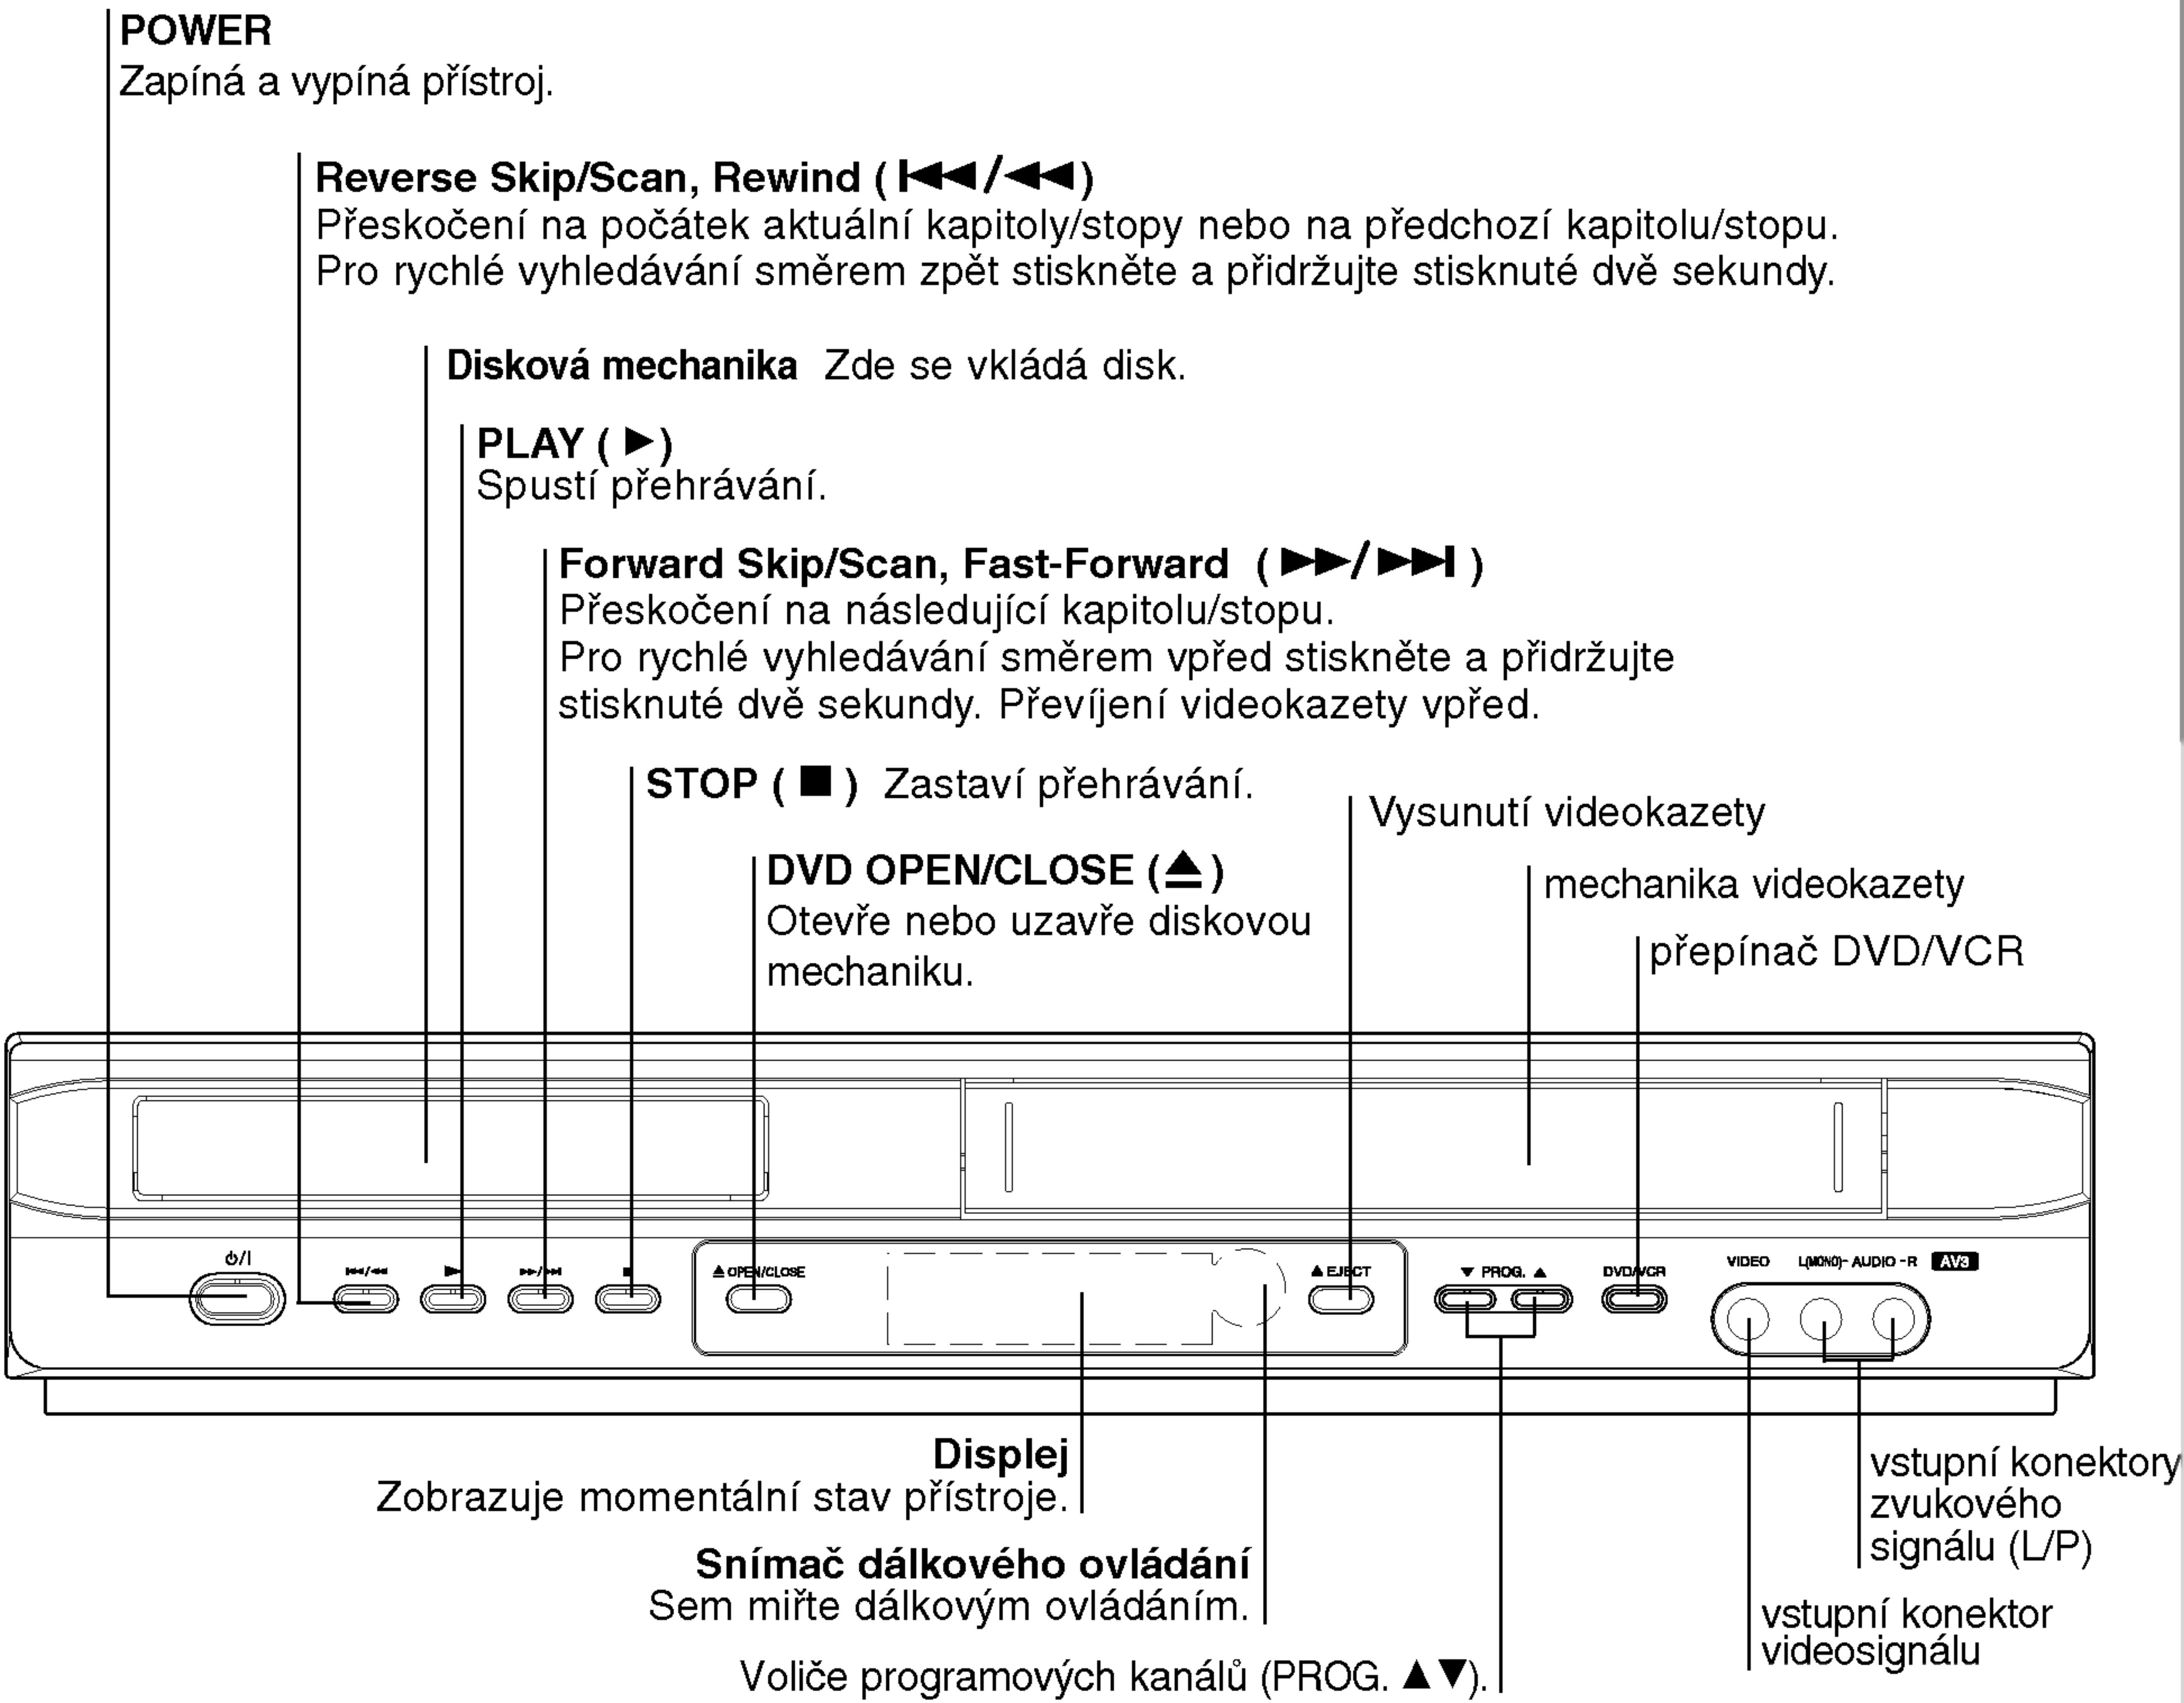 POWER
Zapíná a vypíná přístroj.
Reverse Skip/Scan, Rewind (⏮/◀◀)
Přeskočení na počátek aktuální kapitoly/stopy nebo na předchozí kapitolu/stopu.
Pro rychlé vyhledávání směrem zpět stiskněte a přidržujte stisknuté dvě sekundy.
Disková mechanika Zde se vkládá disk.
PLAY ( ▶)
Spustí přehrávání.
Forward Skip/Scan, Fast-Forward ( ▶▶/⏭ )
Přeskočení na následující kapitolu/stopu.
Pro rychlé vyhledávání směrem vpřed stiskněte a přidržujte
stisknuté dvě sekundy. Převíjení videokazety vpřed.
STOP ( ■ ) Zastaví přehrávání.
Vysunutí videokazety
DVD OPEN/CLOSE (⏏)
Otevře nebo uzavře diskovou
mechaniku.
mechanika videokazety
přepínač DVD/VCR
⏻/I
⏮/◀◀
▶
▶▶/⏭
■
⏏ OPEN/CLOSE
⏏ EJECT
▼ PROG. ▲
DVD/VCR
VIDEO
L(MONO)- AUDIO -R
AV3
Displej
Zobrazuje momentální stav přístroje.
Snímač dálkového ovládání
Sem miřte dálkovým ovládáním.
Voliče programových kanálů (PROG. ▲▼).
vstupní konektory
zvukového
signálu (L/P)
vstupní konektor
videosignálu